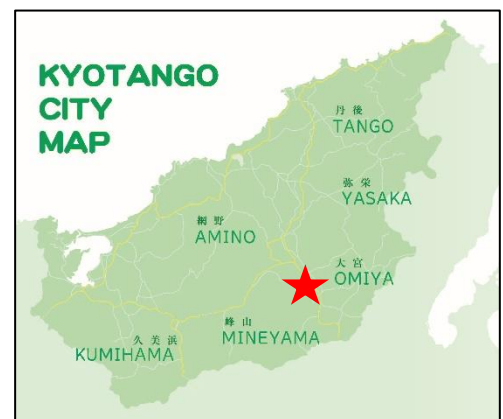 KYOTANGO
CITY
MAP
丹後
TANGO
弥栄
YASAKA
網野
AMINO
大宮
OMIYA
峰山
MINEYAMA
久美浜
KUMIHAMA